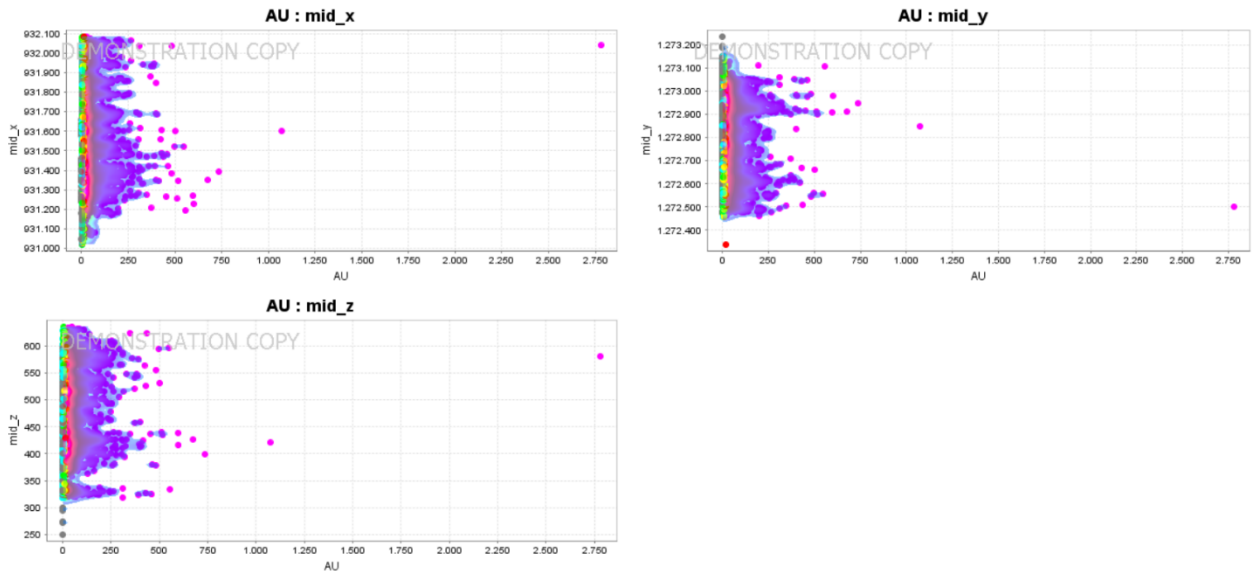 AU : mid_x
932.100
932.000
931.900
931.800
931.700
931.600
931.500
931.400
931.300
931.200
931.100
931.000
mid_x
DEMONSTRATION COPY
0 250 500 750 1.000 1.250 1.500 1.750 2.000 2.250 2.500 2.750
AU
AU : mid_y
1.273.200
1.273.100
1.273.000
1.272.900
1.272.800
1.272.700
1.272.600
1.272.500
1.272.400
mid_y
DEMONSTRATION COPY
0 250 500 750 1.000 1.250 1.500 1.750 2.000 2.250 2.500 2.750
AU
AU : mid_z
600
550
500
450
400
350
300
250
mid_z
DEMONSTRATION COPY
0 250 500 750 1.000 1.250 1.500 1.750 2.000 2.250 2.500 2.750
AU